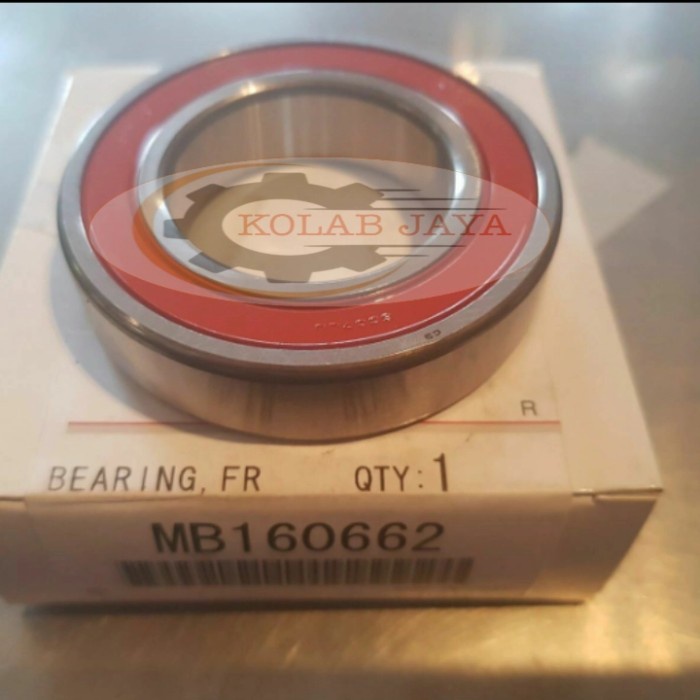 KOLAB JAYA
R
BEARING, FR QTY: 1
MB160662